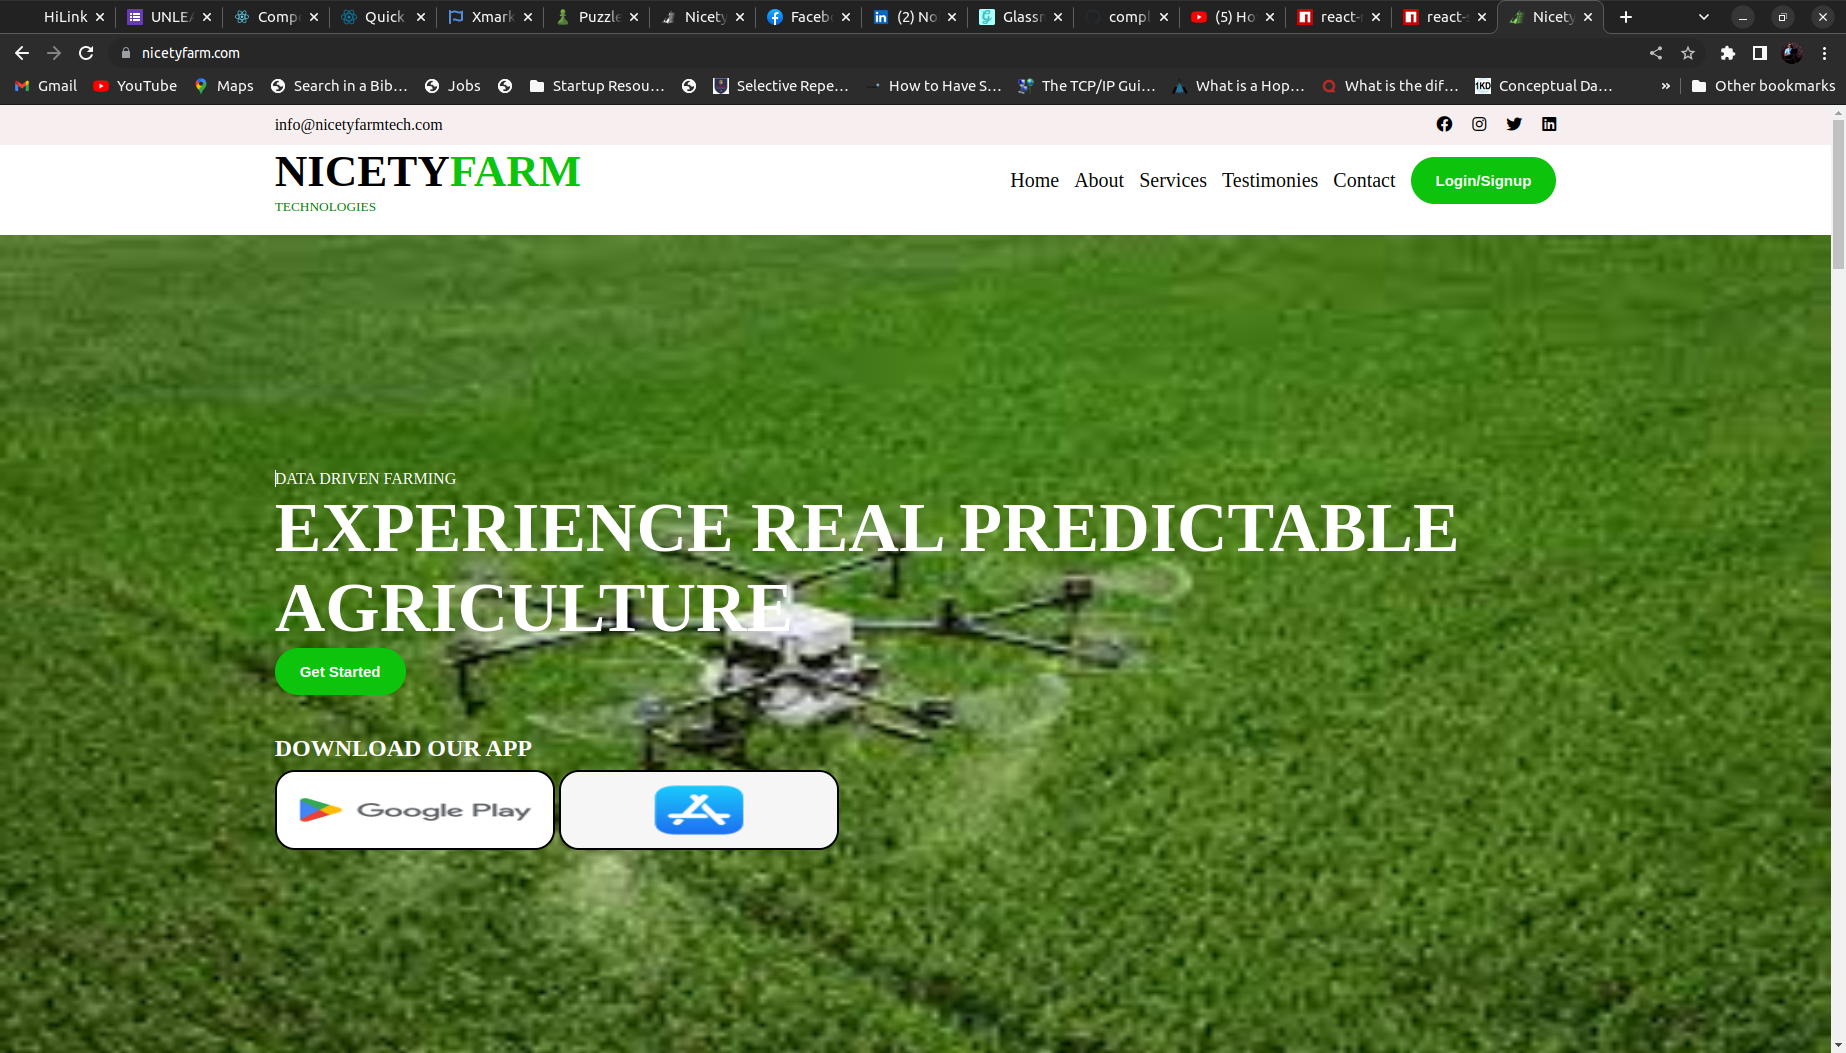 HiLink
UNLEA
Comp
Quick
Xmark
Puzzle
Nicety
Faceb
(2) No
Glassm
compl
(5) Ho
react-
react-
Nicety
nicetyfarm.com
Gmail
YouTube
Maps
Search in a Bib...
Jobs
Startup Resou...
Selective Repe...
How to Have S...
The TCP/IP Gui...
What is a Hop...
What is the dif...
1KD
Conceptual Da...
»
Other bookmarks
info@nicetyfarmtech.com
NICETYFARM
TECHNOLOGIES
Home
About
Services
Testimonies
Contact
Login/Signup
DATA DRIVEN FARMING
EXPERIENCE REAL PREDICTABLE
AGRICULTURE
Get Started
DOWNLOAD OUR APP
Google Play